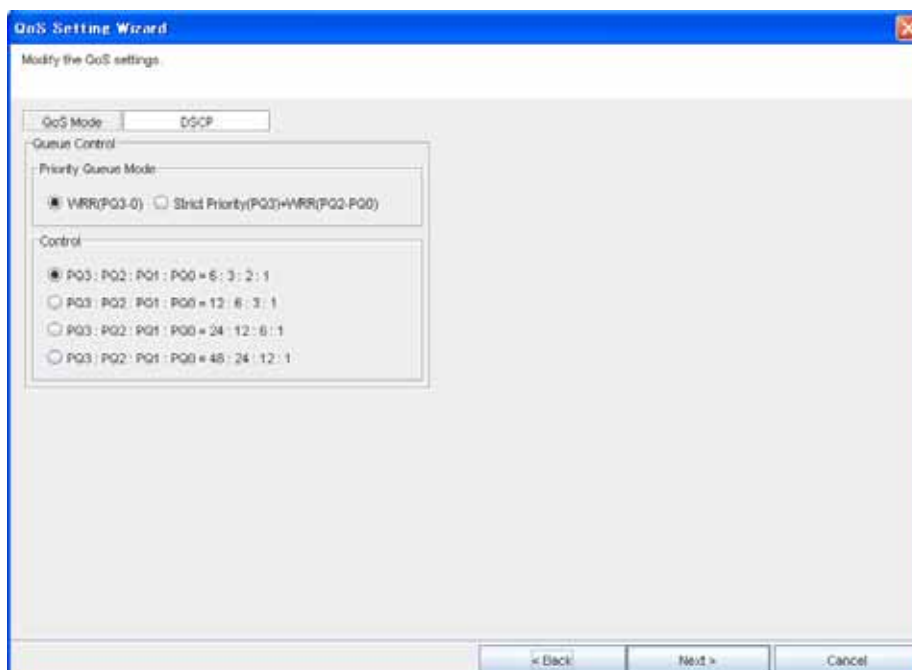 QoS Setting Wizard
Modify the QoS settings.
QoS Mode DSCP
Queue Control
Priority Queue Mode
WRR(PQ3-0) Strict Priority(PQ3)+WRR(PQ2-PQ0)
Control
PQ3 : PQ2 : PQ1 : PQ0 = 6 : 3 : 2 : 1
PQ3 : PQ2 : PQ1 : PQ0 = 12 : 6 : 3 : 1
PQ3 : PQ2 : PQ1 : PQ0 = 24 : 12 : 6 : 1
PQ3 : PQ2 : PQ1 : PQ0 = 48 : 24 : 12 : 1
< Back Next > Cancel